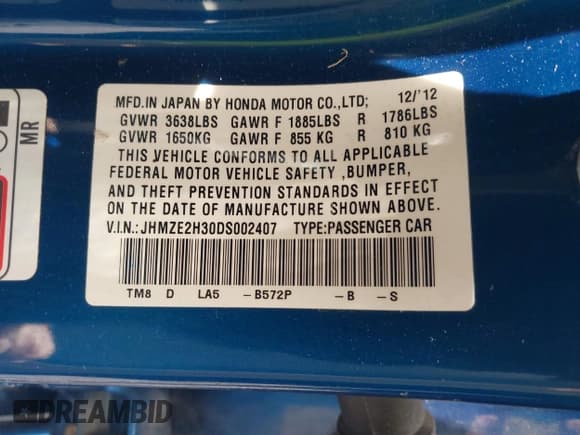 MFD.IN JAPAN BY HONDA MOTOR CO.,LTD; 12/'12
GVWR 3638LBS GAWR F 1885LBS R 1786LBS
GVWR 1650KG GAWR F 855 KG R 810 KG
THIS VEHICLE CONFORMS TO ALL APPLICABLE
FEDERAL MOTOR VEHICLE SAFETY ,BUMPER,
AND THEFT PREVENTION STANDARDS IN EFFECT
ON THE DATE OF MANUFACTURE SHOWN ABOVE.
V.I.N.:JHMZE2H30DS002407 TYPE:PASSENGER CAR
TM8 D LA5 -B572P -B -S
MR
DREAMBID